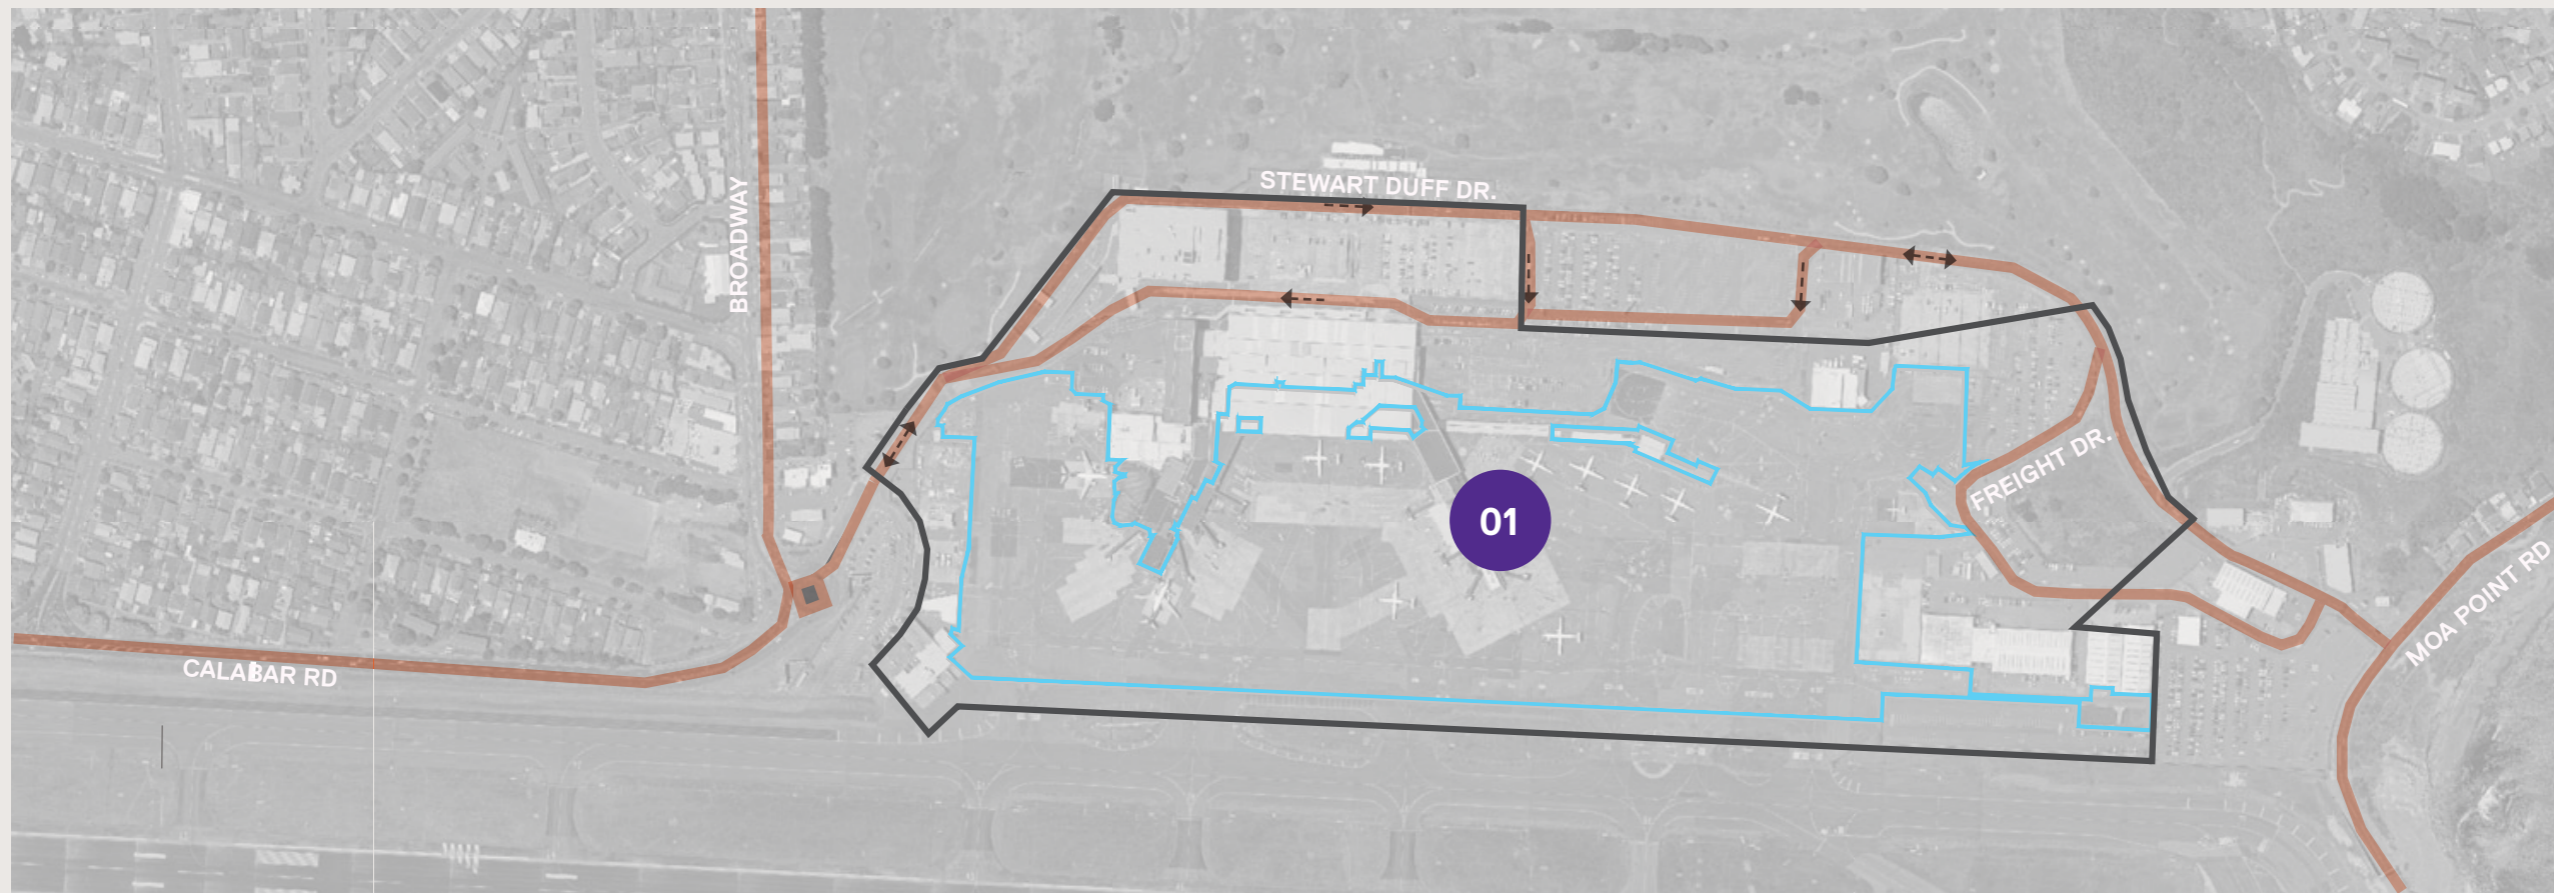 STEWART DUFF DR.
BROADWAY
FREIGHT DR.
01
MOA POINT RD
CALABAR RD